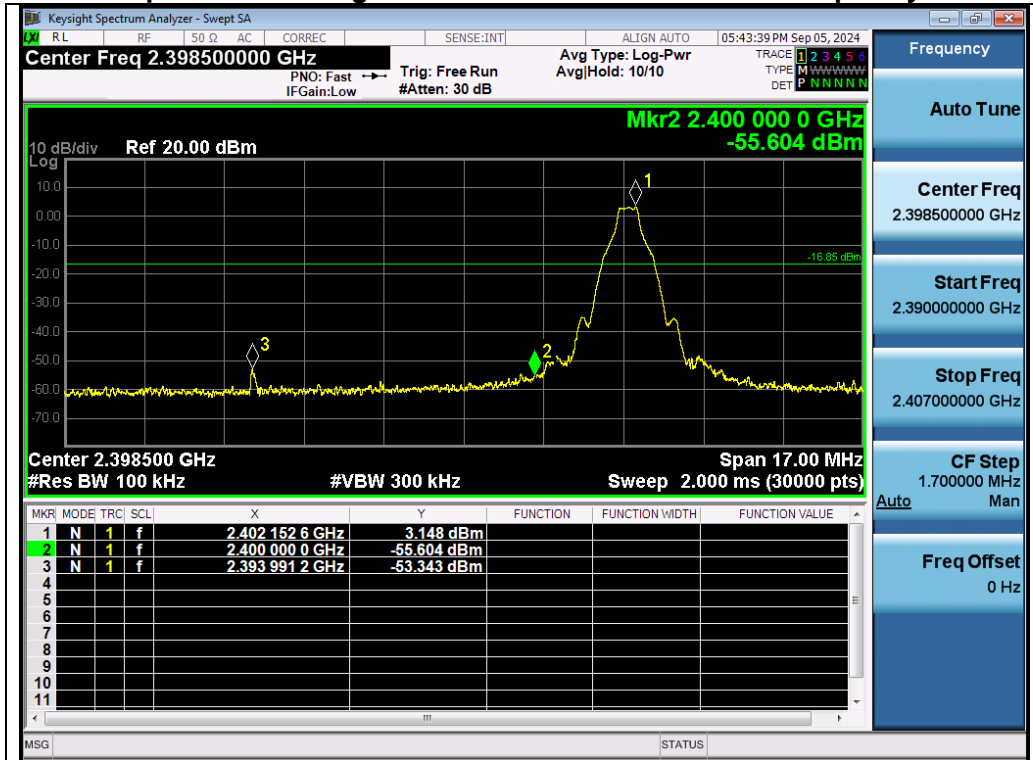 Keysight Spectrum Analyzer - Swept SA
LXI RL RF 50 Ω AC CORREC SENSE:INT ALIGN AUTO 05:43:39 PM Sep 05, 2024
Center Freq 2.398500000 GHz
PNO: Fast
IFGain:Low
Trig: Free Run
#Atten: 30 dB
Avg Type: Log-Pwr
Avg|Hold: 10/10
TRACE 1 2 3 4 5 6
TYPE M WWWWW
DET P N N N N N
Mkr2 2.400 000 0 GHz
-55.604 dBm
10 dB/div Ref 20.00 dBm
Log
10.0
0.00
-10.0
-20.0
-30.0
-40.0
-50.0
-60.0
-70.0
-16.85 dBm
1
2
3
Center 2.398500 GHz Span 17.00 MHz
#Res BW 100 kHz #VBW 300 kHz Sweep 2.000 ms (30000 pts)
MKR MODE TRC SCL X Y FUNCTION FUNCTION WIDTH FUNCTION VALUE
1 N 1 f 2.402 152 6 GHz 3.148 dBm
2 N 1 f 2.400 000 0 GHz -55.604 dBm
3 N 1 f 2.393 991 2 GHz -53.343 dBm
4
5
6
7
8
9
10
11
MSG STATUS
Frequency
Auto Tune
Center Freq
2.398500000 GHz
Start Freq
2.390000000 GHz
Stop Freq
2.407000000 GHz
CF Step
1.700000 MHz
Auto Man
Freq Offset
0 Hz